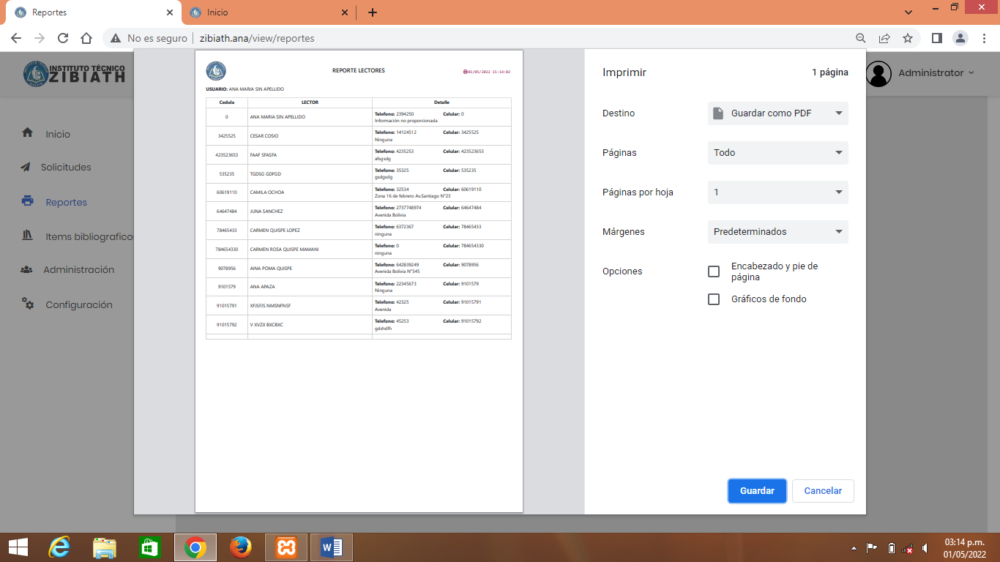 Reportes
Inicio
No es seguro
zibiath.ana/view/reportes
INSTITUTO TÉCNICO
ZIBIATH
Administrator
Inicio
Solicitudes
Reportes
Items bibliografico
Administración
Configuración
REPORTE LECTORES
01/05/2022 15:14:02
USUARIO: ANA MARIA SIN APELLIDO
Cedula LECTOR Detalle
0 ANA MARIA SIN APELLIDO Telefono: 2394250 Celular: 0
Información no proporcionada
3425525 CESAR COSIO Telefono: 14124512 Celular: 3425525
Ninguna
423523653 FAAF SFASFA Telefono: 4235253 Celular: 423523653
afsgsdg
535235 TGDSG GDFGD Telefono: 35325 Celular: 535235
gsdgsdg
60619110 CAMILA OCHOA Telefono: 32534 Celular: 60619110
Zona 16 de febrero Av.Santiago N°23
64647484 JUNA SANCHEZ Telefono: 2737748974 Celular: 64647484
Avenida Bolivia
78465433 CARMEN QUISPE LOPEZ Telefono: 6372367 Celular: 78465433
ninguna
784654330 CARMEN ROSA QUISPE MAMANI Telefono: 0 Celular: 784654330
ninguna
9078956 AINA POMA QUISPE Telefono: 642839249 Celular: 9078956
Avenida Bolivia N°345
9101579 ANA APAZA Telefono: 22345673 Celular: 9101579
Ninguna
91015791 XFJSFJS NMSNFNSF Telefono: 42325 Celular: 91015791
Avenida
91015792 V XVZX BXCBXC Telefono: 45253 Celular: 91015792
gdshdfh
Imprimir 1 página
Destino Guardar como PDF
Páginas Todo
Páginas por hoja 1
Márgenes Predeterminados
Opciones Encabezado y pie de
página
Gráficos de fondo
Guardar Cancelar
03:14 p.m.
01/05/2022